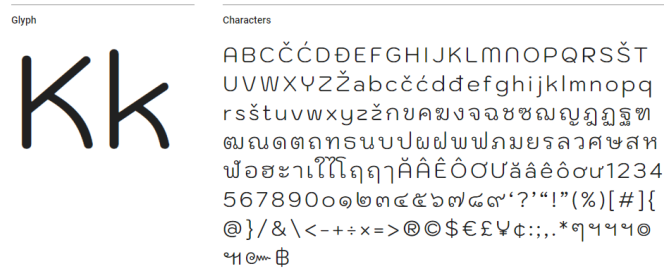 Glyph
Characters
Kk
ABCČĆDĐEFGHIJKLMNOPQRSŠT
UVWXYZŽabcčćdđefghijklmnopq
rsštuvwxyzžกขฃคฆงจฉชซฌญฎฏฐฑ
ฒณดตถทธนบปผฝพฟภมยรลวศษสห
ฬอฮะาเใไโฤฤๅĂÂÊÔƠƯăâêôơư1234
567890๐๑๒๓๔๕๖๗๘๙‘?’“!”(%)[#]{
@}/&\<-+÷×=>®©$€£¥¢:;,.*ๆฯฯฯ๏
๚๛฿